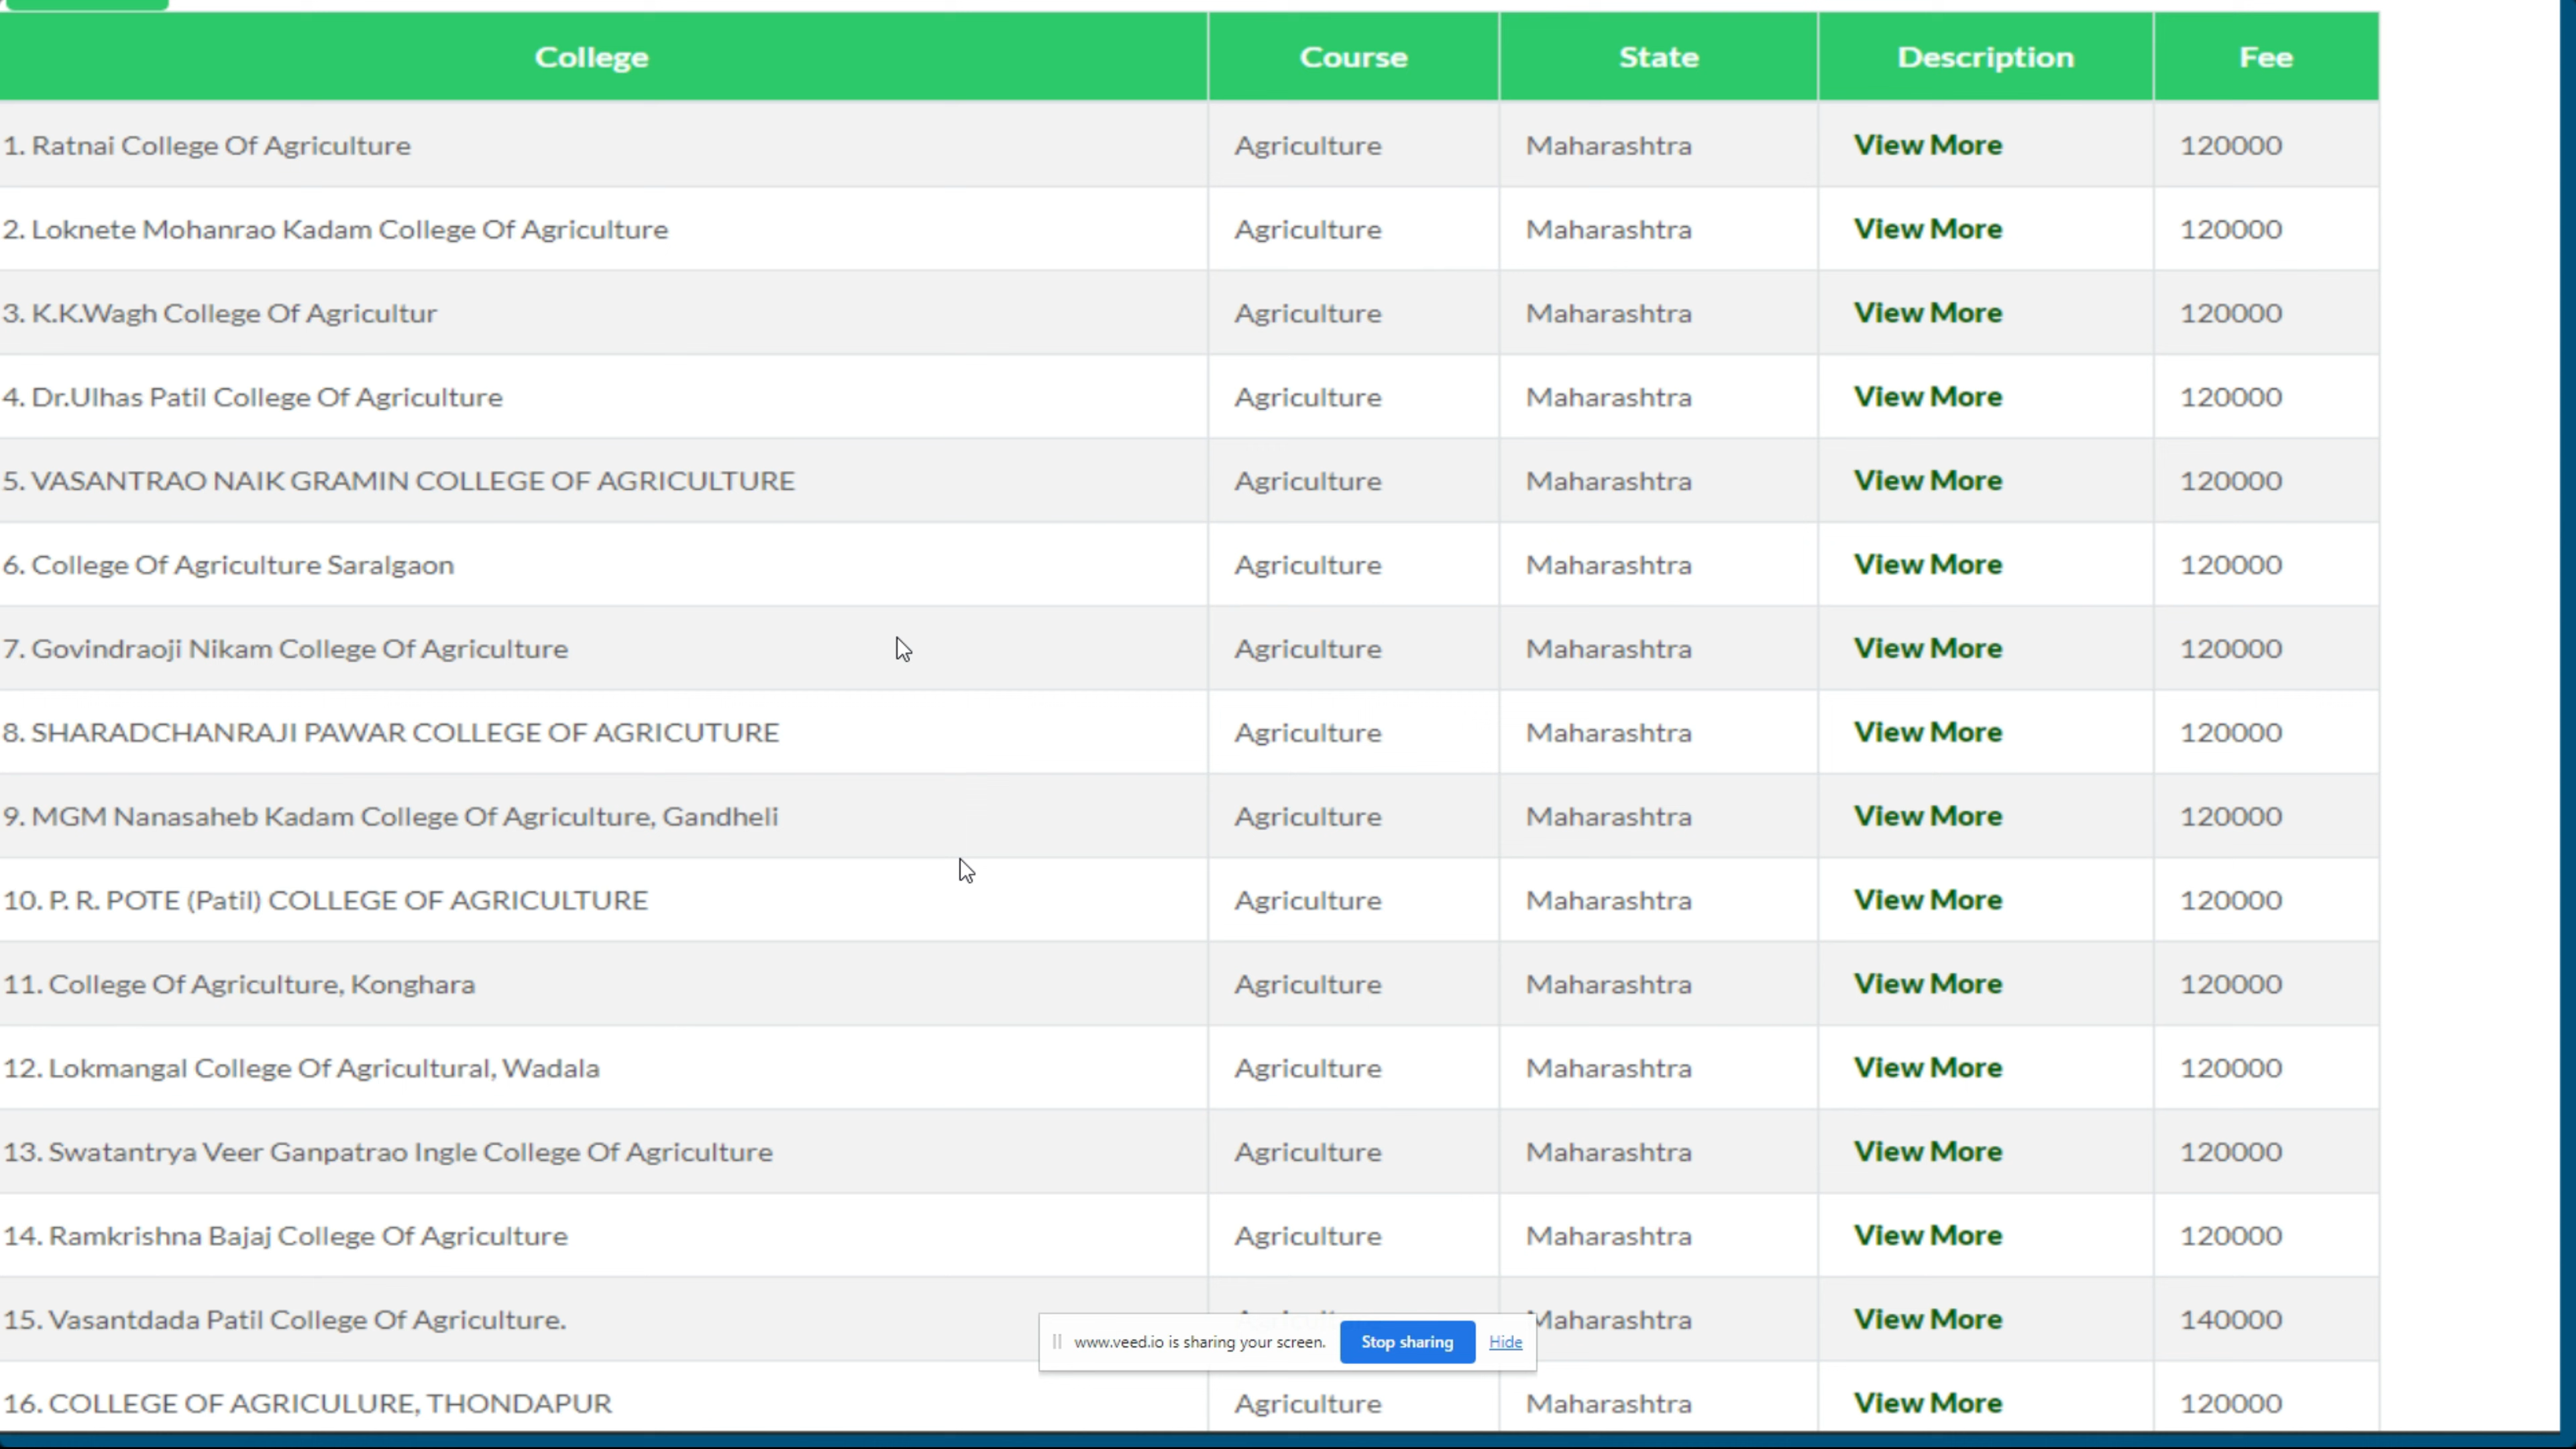 College Course State Description Fee
1. Ratnai College Of Agriculture Agriculture Maharashtra View More 120000
2. Loknete Mohanrao Kadam College Of Agriculture Agriculture Maharashtra View More 120000
3. K.K.Wagh College Of Agricultur Agriculture Maharashtra View More 120000
4. Dr.Ulhas Patil College Of Agriculture Agriculture Maharashtra View More 120000
5. VASANTRAO NAIK GRAMIN COLLEGE OF AGRICULTURE Agriculture Maharashtra View More 120000
6. College Of Agriculture Saralgaon Agriculture Maharashtra View More 120000
7. Govindraoji Nikam College Of Agriculture Agriculture Maharashtra View More 120000
8. SHARADCHANRAJI PAWAR COLLEGE OF AGRICUTURE Agriculture Maharashtra View More 120000
9. MGM Nanasaheb Kadam College Of Agriculture, Gandheli Agriculture Maharashtra View More 120000
10. P. R. POTE (Patil) COLLEGE OF AGRICULTURE Agriculture Maharashtra View More 120000
11. College Of Agriculture, Konghara Agriculture Maharashtra View More 120000
12. Lokmangal College Of Agricultural, Wadala Agriculture Maharashtra View More 120000
13. Swatantrya Veer Ganpatrao Ingle College Of Agriculture Agriculture Maharashtra View More 120000
14. Ramkrishna Bajaj College Of Agriculture Agriculture Maharashtra View More 120000
15. Vasantdada Patil College Of Agriculture. Maharashtra View More 140000
www.veed.io is sharing your screen. Stop sharing Hide
16. COLLEGE OF AGRICULURE, THONDAPUR Agriculture Maharashtra View More 120000